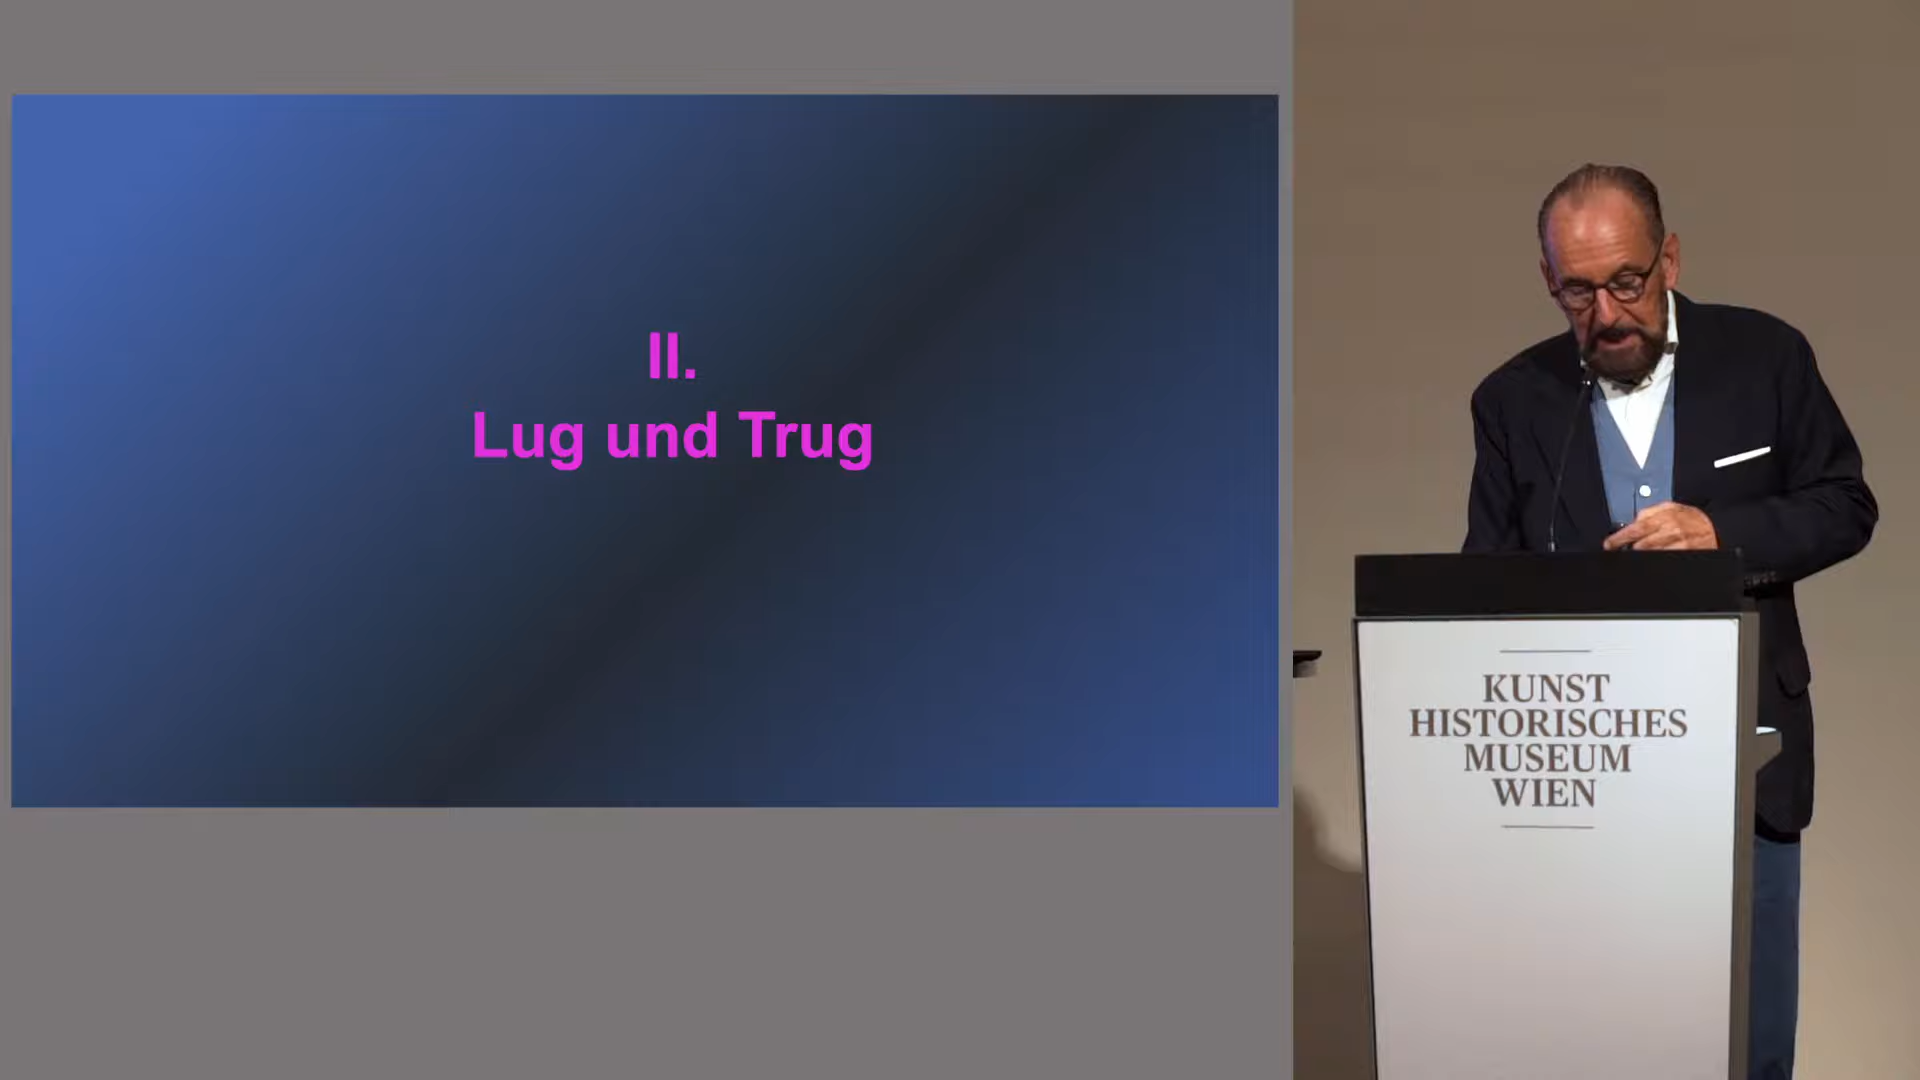 II.
Lug und Trug
KUNST
HISTORISCHES
MUSEUM
WIEN